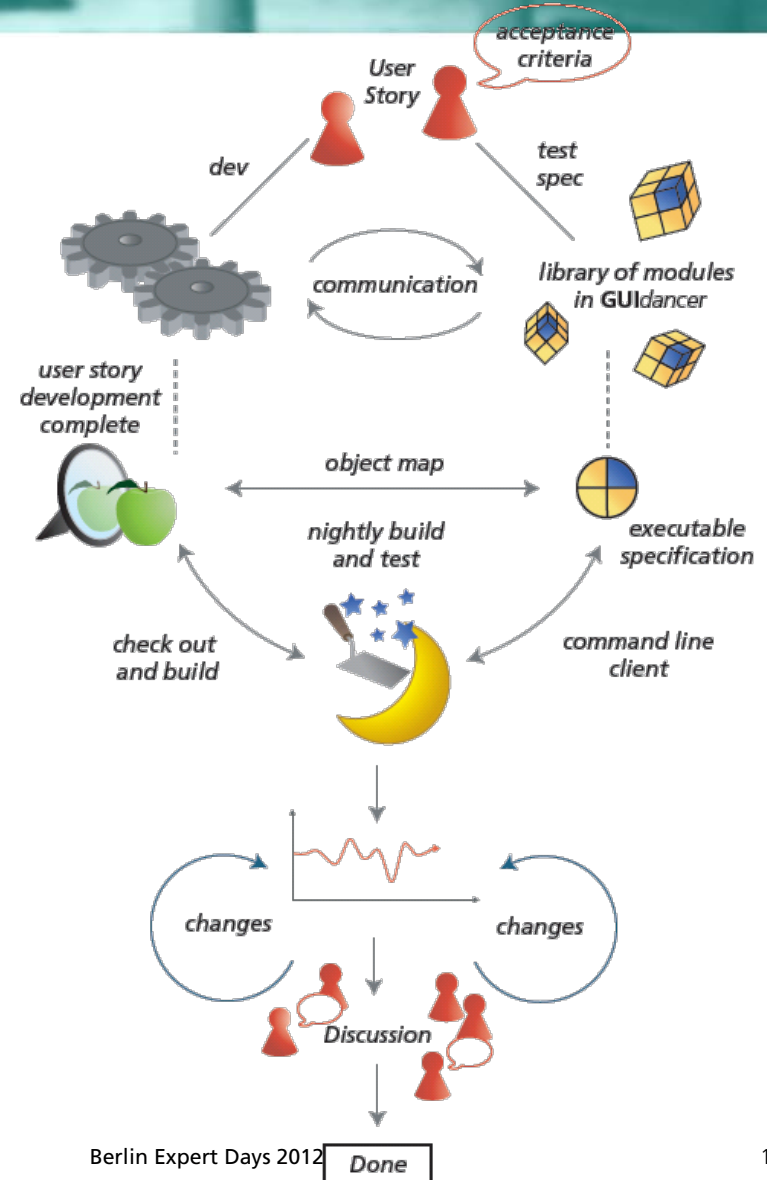 acceptance
criteria
User
Story
dev
test
spec
communication
library of modules
in GUIdancer
user story
development
complete
object map
nightly build
and test
executable
specification
check out
and build
command line
client
changes
changes
Discussion
Berlin Expert Days 2012
Done
1